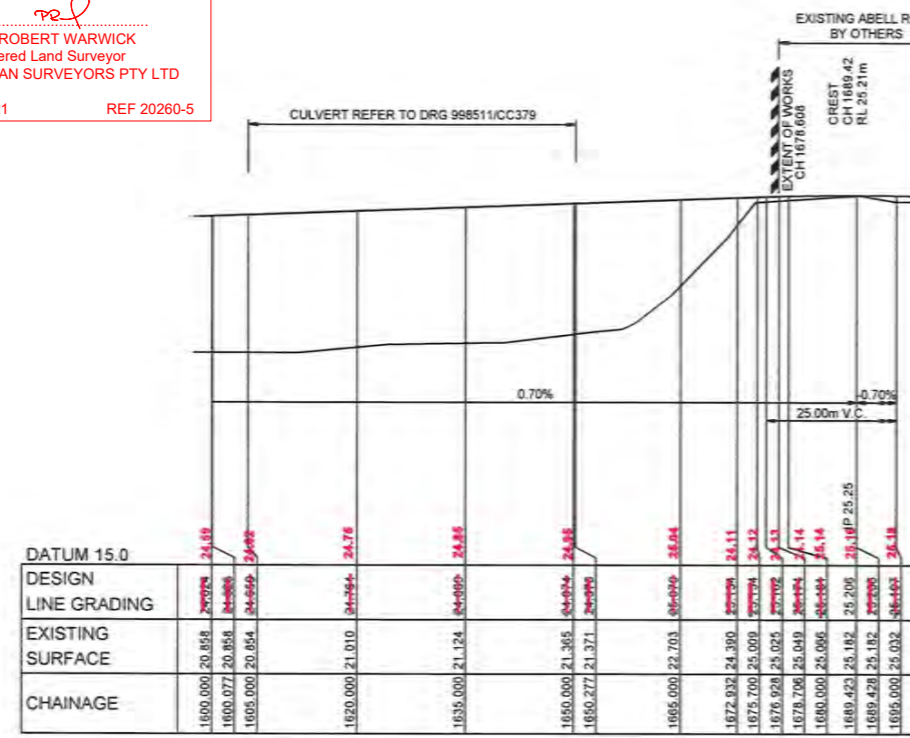 ROBERT WARWICK
ered Land Surveyor
AN SURVEYORS PTY LTD
1 REF 20260-5
EXISTING ABELL R
BY OTHERS
CULVERT REFER TO DRG 998511/CC379
EXTENT OF WORKS
CH 1678.608
CREST
CH 1689.42
RL 25.21m
0.70%
-0.70%
25.00m V.C.
IP 25.25
DATUM 15.0
24.59 24.76 24.85 24.95 25.04 24.11 24.12 24.13 24.14 25.14
DESIGN
LINE GRADING
25.206
EXISTING
SURFACE
20.858 20.858 20.854 21.010 21.124 21.365 21.371 22.703 24.390 25.009 25.025 25.049 25.066 25.182 25.182 25.032
CHAINAGE
1600.000 1600.077 1605.000 1620.000 1635.000 1650.000 1650.277 1665.000 1672.932 1675.700 1676.928 1678.706 1680.000 1689.423 1689.428 1695.000